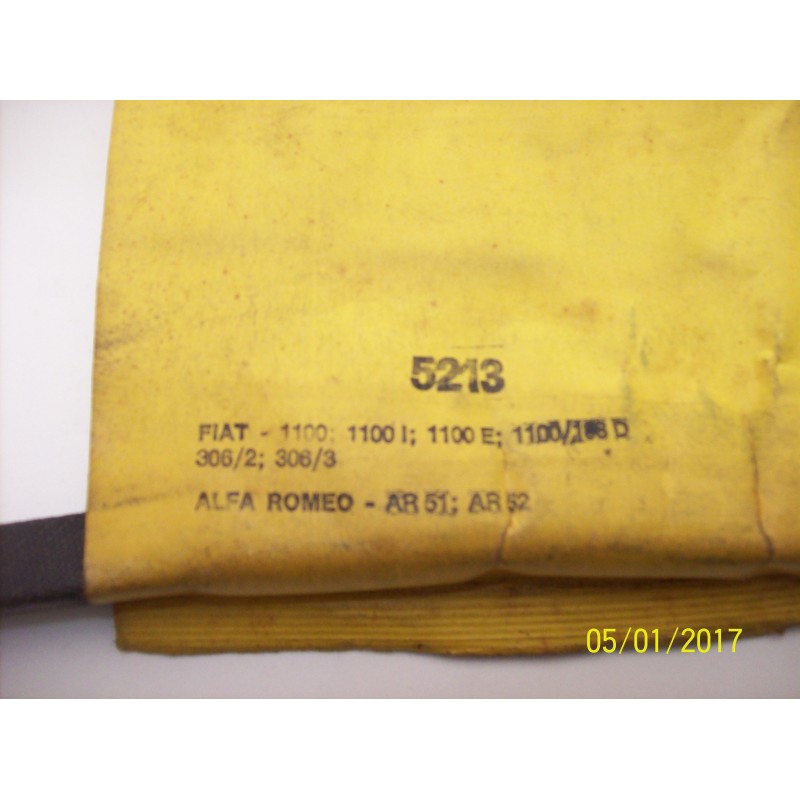 5213
FIAT - 1100; 1100 I; 1100 E; 1100/103 D
306/2; 306/3
ALFA ROMEO - AR 51; AR 52
05/01/2017